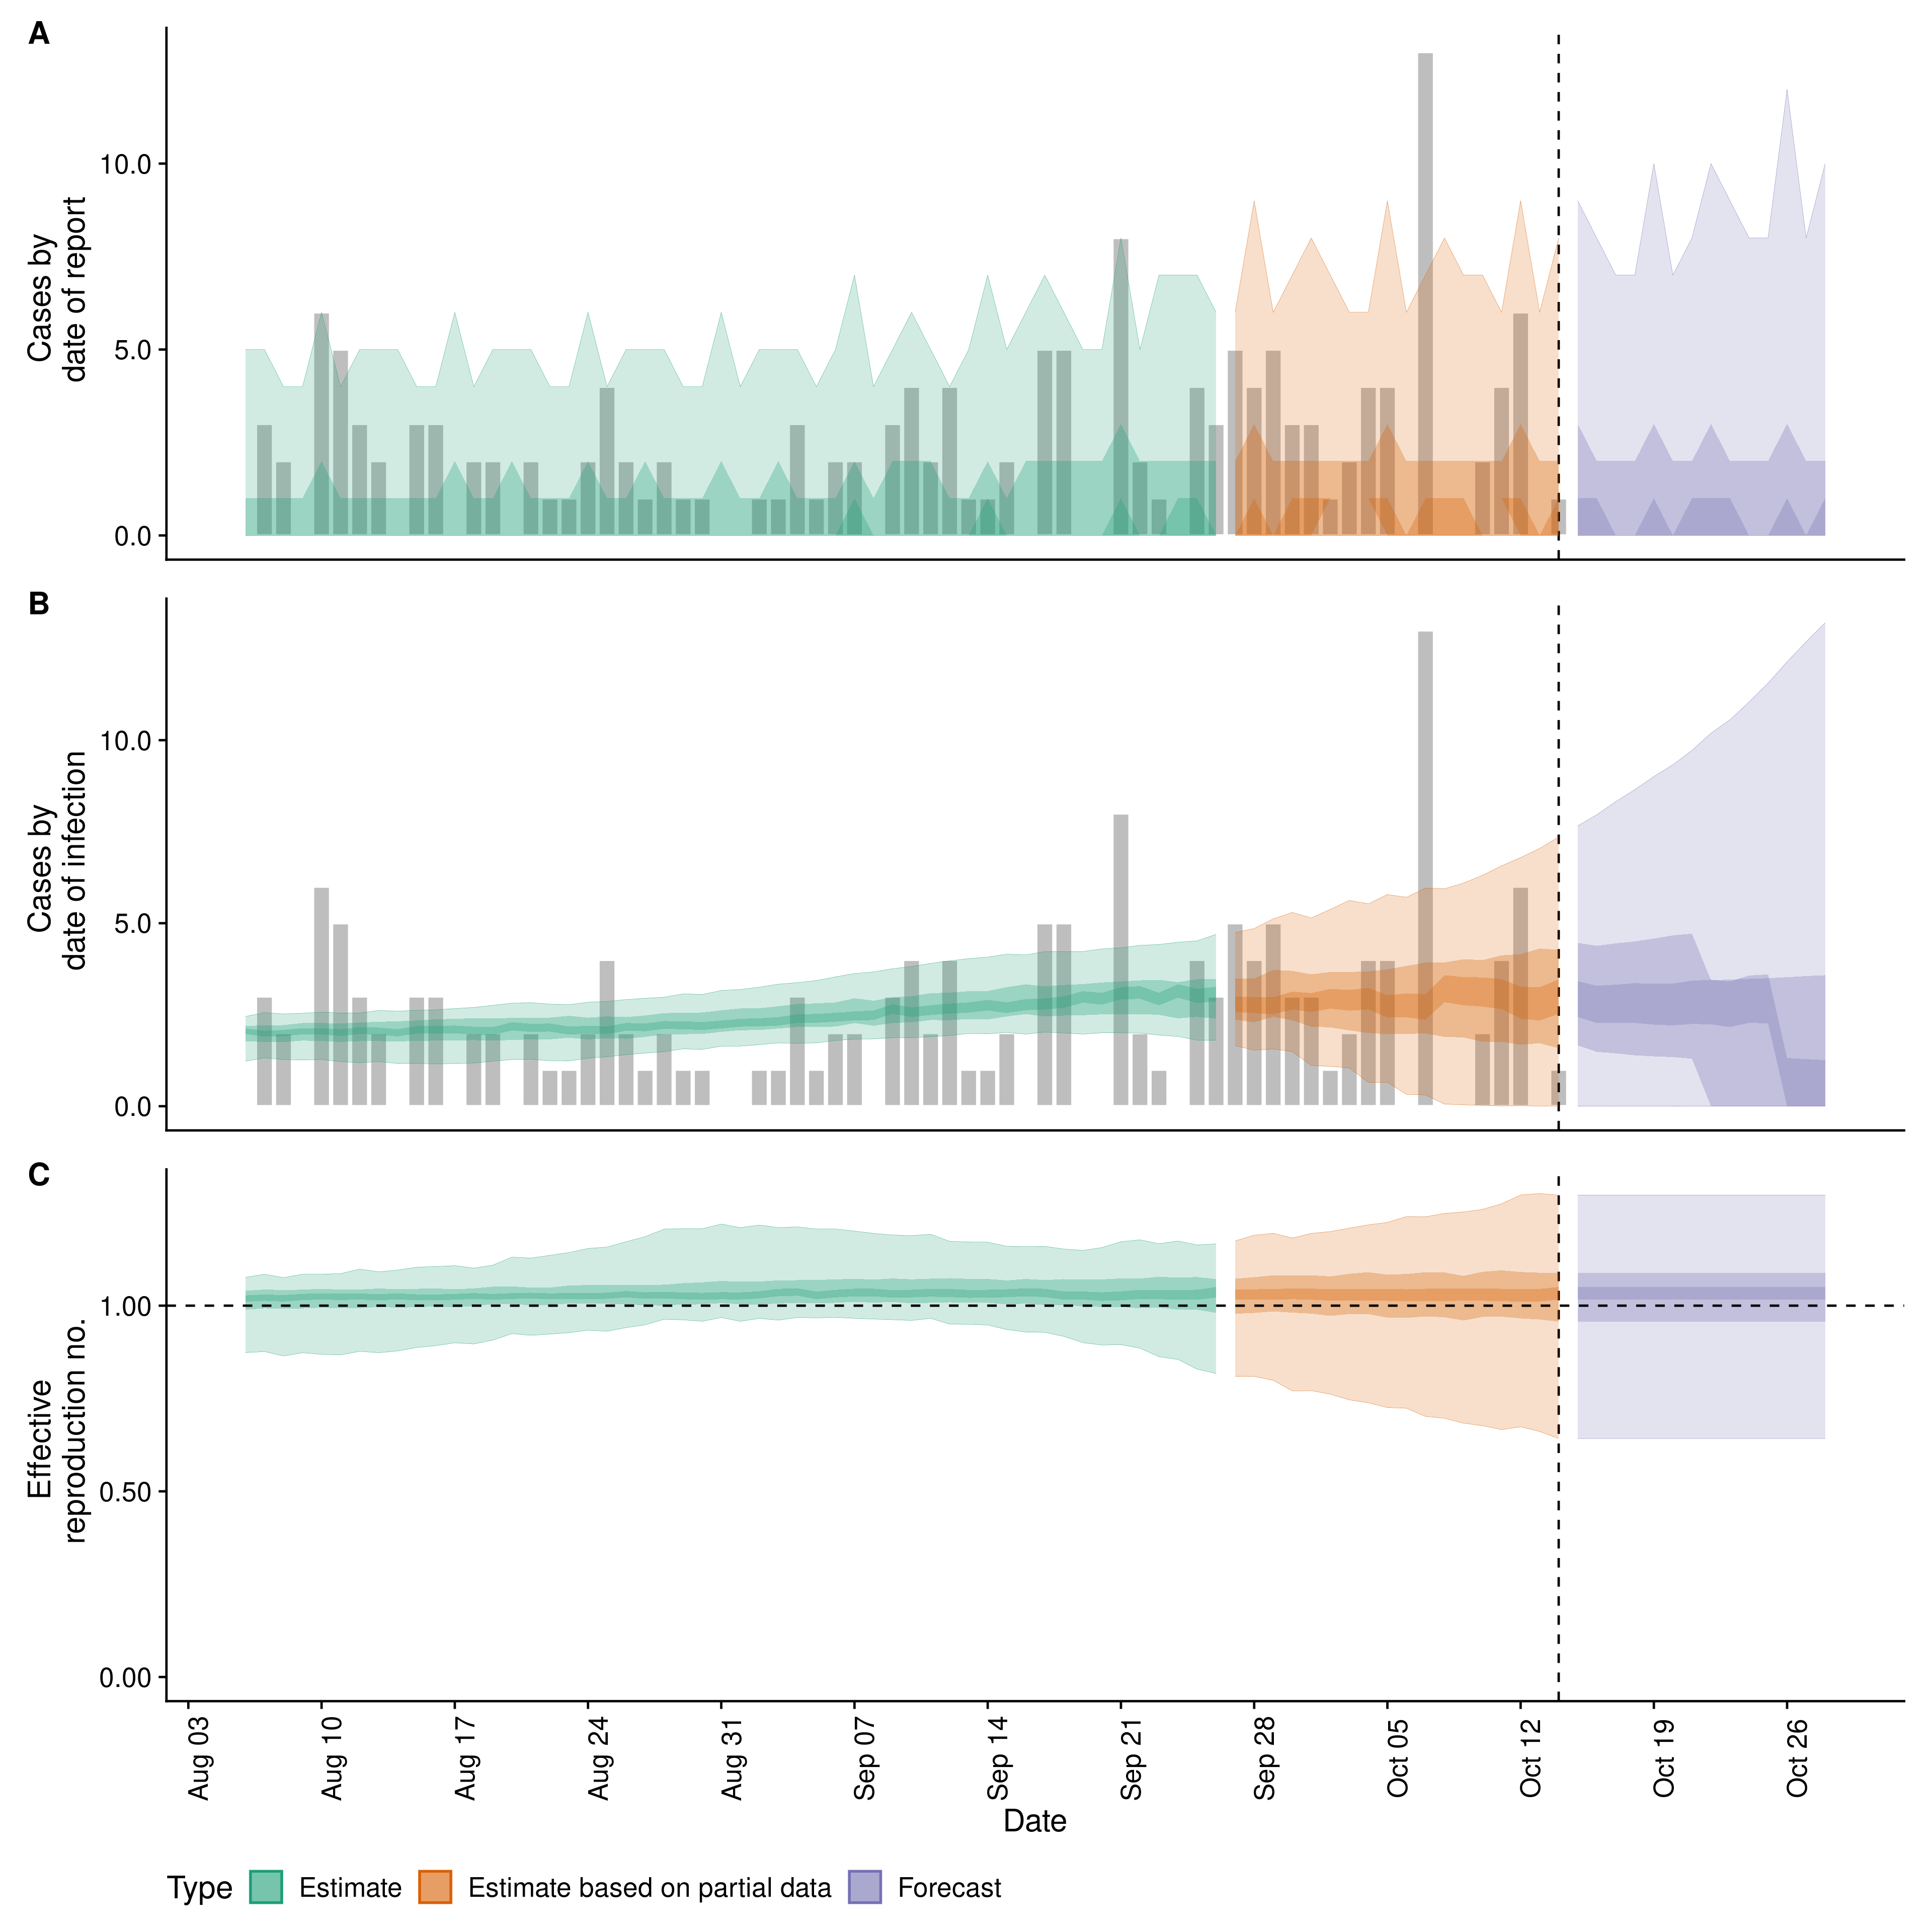 A
Cases by
date of report
10.0
5.0
0.0
B
Cases by
date of infection
10.0
5.0
0.0
C
Effective
reproduction no.
1.00
0.50
0.00
Aug 03
Aug 10
Aug 17
Aug 24
Aug 31
Sep 07
Sep 14
Sep 21
Sep 28
Oct 05
Oct 12
Oct 19
Oct 26
Date
Type Estimate Estimate based on partial data Forecast